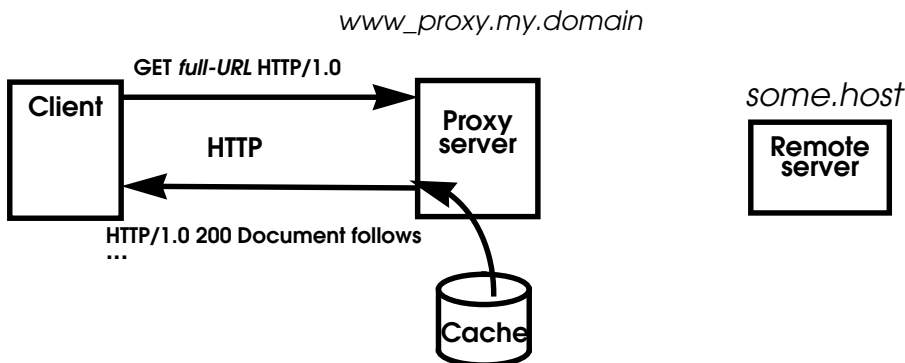 www_proxy.my.domain
GET full-URL HTTP/1.0
Client
Proxy
server
HTTP
some.host
Remote
server
HTTP/1.0 200 Document follows
...
Cache